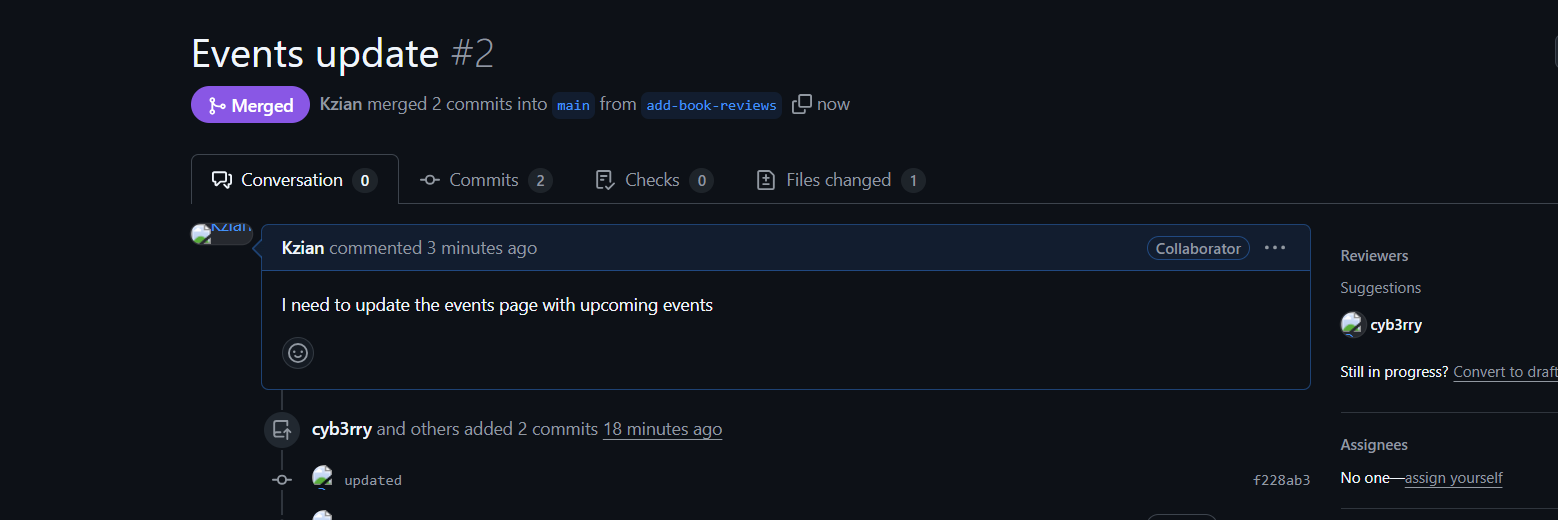 Events update #2
Merged Kzian merged 2 commits into main from add-book-reviews now
Conversation 0 Commits 2 Checks 0 Files changed 1
Kzian
Kzian commented 3 minutes ago Collaborator
I need to update the events page with upcoming events
Reviewers
Suggestions
cyb3rry
Still in progress? Convert to draft
cyb3rry and others added 2 commits 18 minutes ago
Assignees
No one—assign yourself
updated f228ab3